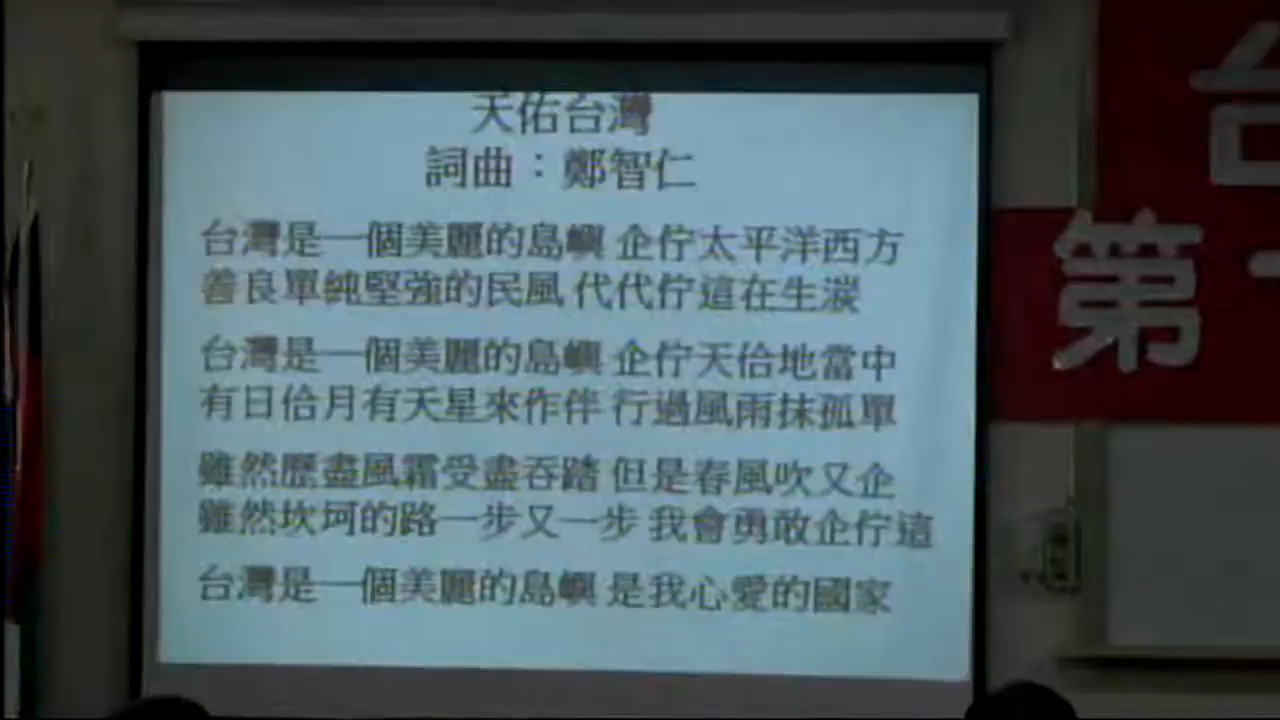 天佑台灣
詞曲：鄭智仁
台灣是一個美麗的島嶼 企佇太平洋西方
善良單純堅強的民風 代代佇這在生湠
台灣是一個美麗的島嶼 企佇天佮地當中
有日佮月有天星來作伴 行過風雨抹孤單
雖然歷盡風霜受盡吞踏 但是春風吹又企
雖然坎坷的路一步又一步 我會勇敢企佇這
台灣是一個美麗的島嶼 是我心愛的國家
台
第